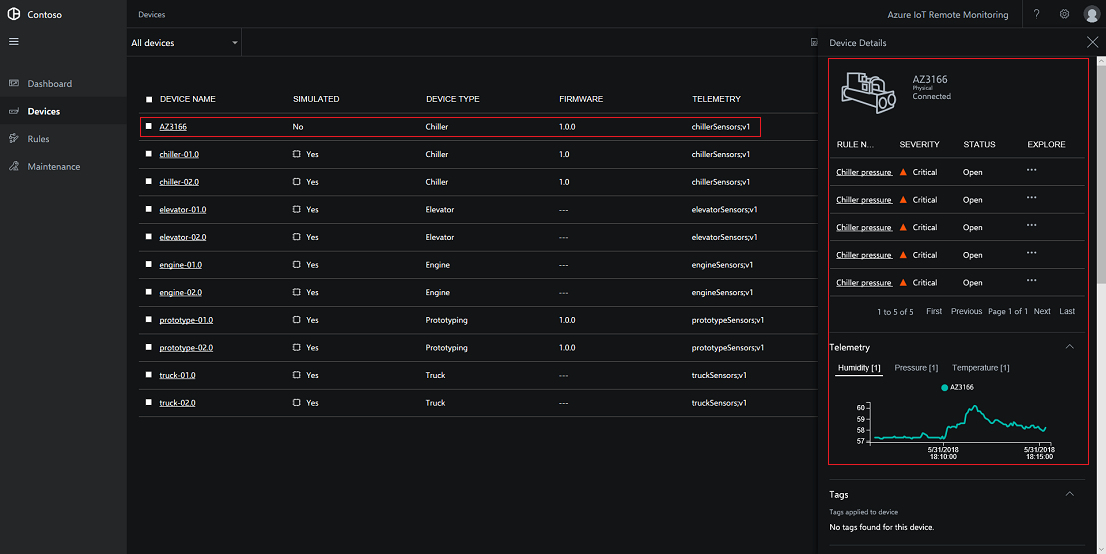 Contoso
Devices
Azure IoT Remote Monitoring
?
All devices
Dashboard
Devices
Rules
Maintenance
DEVICE NAME SIMULATED DEVICE TYPE FIRMWARE TELEMETRY
AZ3166 No Chiller 1.0.0 chillerSensors;v1
chiller-01.0 Yes Chiller 1.0 chillerSensors;v1
chiller-02.0 Yes Chiller 1.0 chillerSensors;v1
elevator-01.0 Yes Elevator --- elevatorSensors;v1
elevator-02.0 Yes Elevator --- elevatorSensors;v1
engine-01.0 Yes Engine --- engineSensors;v1
engine-02.0 Yes Engine --- engineSensors;v1
prototype-01.0 Yes Prototyping 1.0.0 prototypeSensors;v1
prototype-02.0 Yes Prototyping 1.0.0 prototypeSensors;v1
truck-01.0 Yes Truck --- truckSensors;v1
truck-02.0 Yes Truck --- truckSensors;v1
Device Details
AZ3166
Physical
Connected
RULE N... SEVERITY STATUS EXPLORE
Chiller pressure Critical Open ...
Chiller pressure Critical Open ...
Chiller pressure Critical Open ...
Chiller pressure Critical Open ...
Chiller pressure Critical Open ...
1 to 5 of 5 First Previous Page 1 of 1 Next Last
Telemetry
Humidity [1] Pressure [1] Temperature [1]
AZ3166
60
59
58
57
5/31/2018 5/31/2018
18:10:00 18:15:00
Tags
Tags applied to device
No tags found for this device.